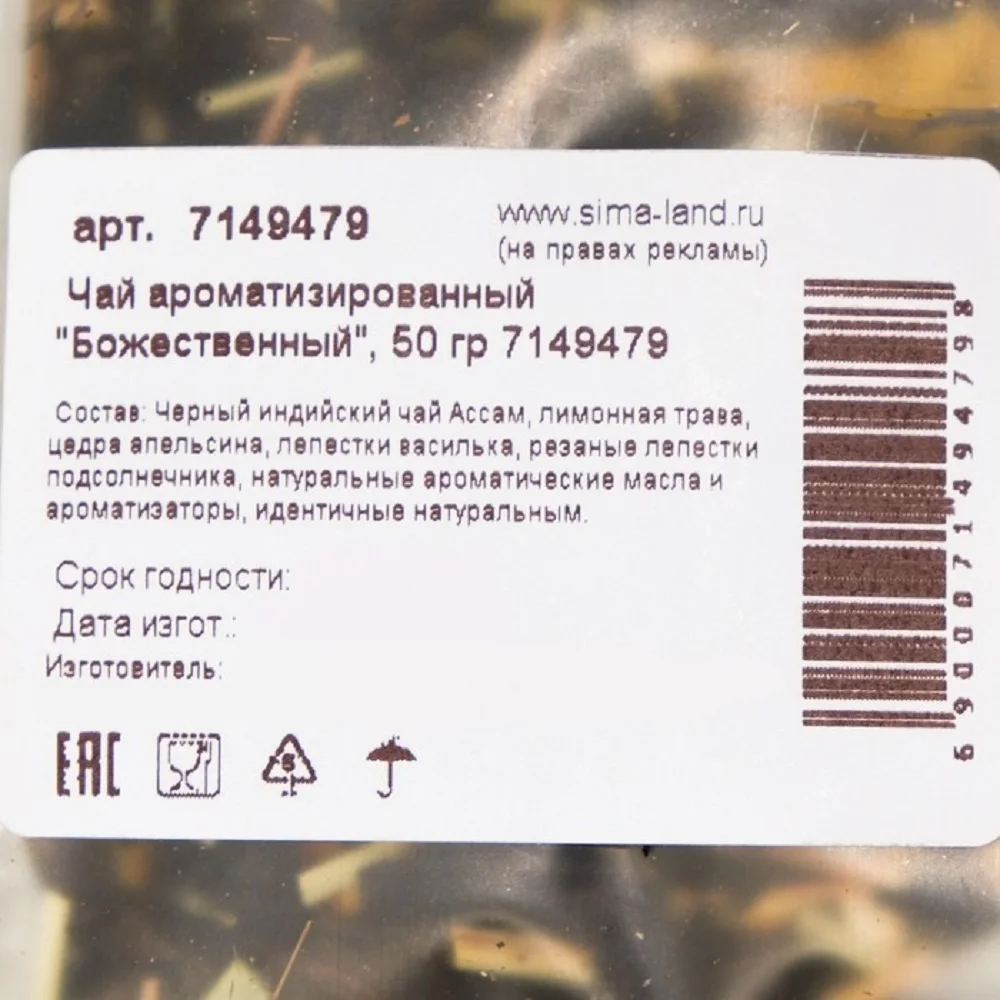 арт. 7149479
www.sima-land.ru
(на правах рекламы)
Чай ароматизированный
"Божественный", 50 гр 7149479
Состав: Черный индийский чай Ассам, лимонная трава,
цедра апельсина, лепестки василька, резаные лепестки
подсолнечника, натуральные ароматические масла и
ароматизаторы, идентичные натуральным.
Срок годности:
Дата изгот.:
Изготовитель:
EAC
5
6900071494798